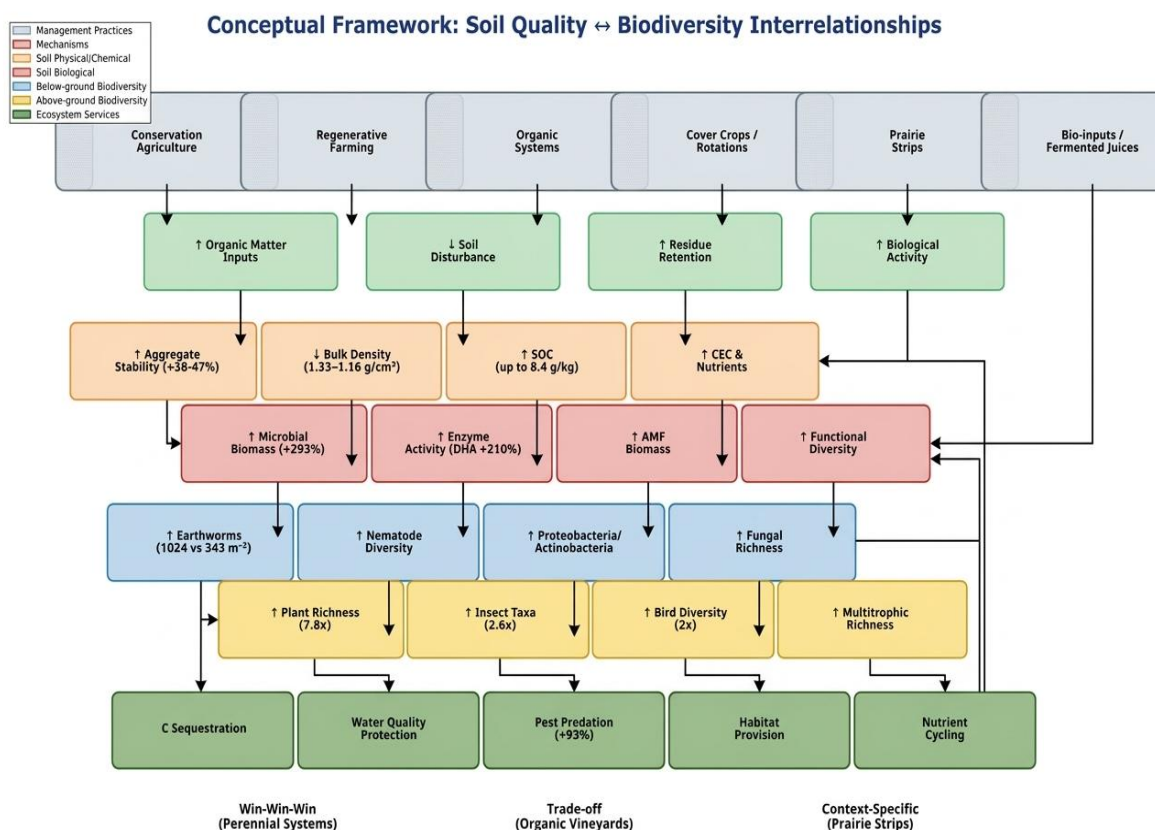 Conceptual Framework: Soil Quality ↔ Biodiversity Interrelationships
Management Practices
Mechanisms
Soil Physical/Chemical
Soil Biological
Below-ground Biodiversity
Above-ground Biodiversity
Ecosystem Services
Conservation
Agriculture
Regenerative
Farming
Organic
Systems
Cover Crops /
Rotations
Prairie
Strips
Bio-inputs /
Fermented Juices
↑ Organic Matter
Inputs
↓ Soil
Disturbance
↑ Residue
Retention
↑ Biological
Activity
↑ Aggregate
Stability (+38-47%)
↓ Bulk Density
(1.33–1.16 g/cm³)
↑ SOC
(up to 8.4 g/kg)
↑ CEC &
Nutrients
↑ Microbial
Biomass (+293%)
↑ Enzyme
Activity (DHA +210%)
↑ AMF
Biomass
↑ Functional
Diversity
↑ Earthworms
(1024 vs 343 m⁻²)
↑ Nematode
Diversity
↑ Proteobacteria/
Actinobacteria
↑ Fungal
Richness
↑ Plant Richness
(7.8x)
↑ Insect Taxa
(2.6x)
↑ Bird Diversity
(2x)
↑ Multitrophic
Richness
C Sequestration
Water Quality
Protection
Pest Predation
(+93%)
Habitat
Provision
Nutrient
Cycling
Win-Win-Win
(Perennial Systems)
Trade-off
(Organic Vineyards)
Context-Specific
(Prairie Strips)